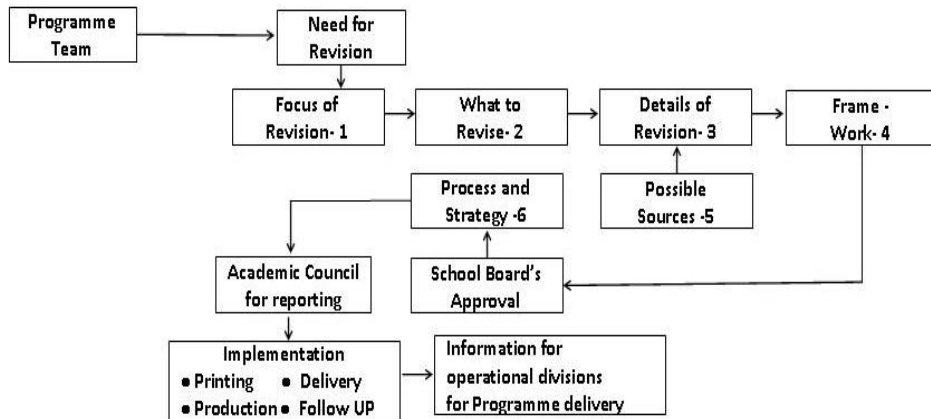 Programme
Team
Need for
Revision
Focus of
Revision- 1
What to
Revise- 2
Details of
Revision- 3
Frame -
Work- 4
Process and
Strategy -6
Possible
Sources -5
Academic Council
for reporting
School Board's
Approval
Implementation
● Printing ● Delivery
● Production ● Follow UP
Information for
operational divisions
for Programme delivery